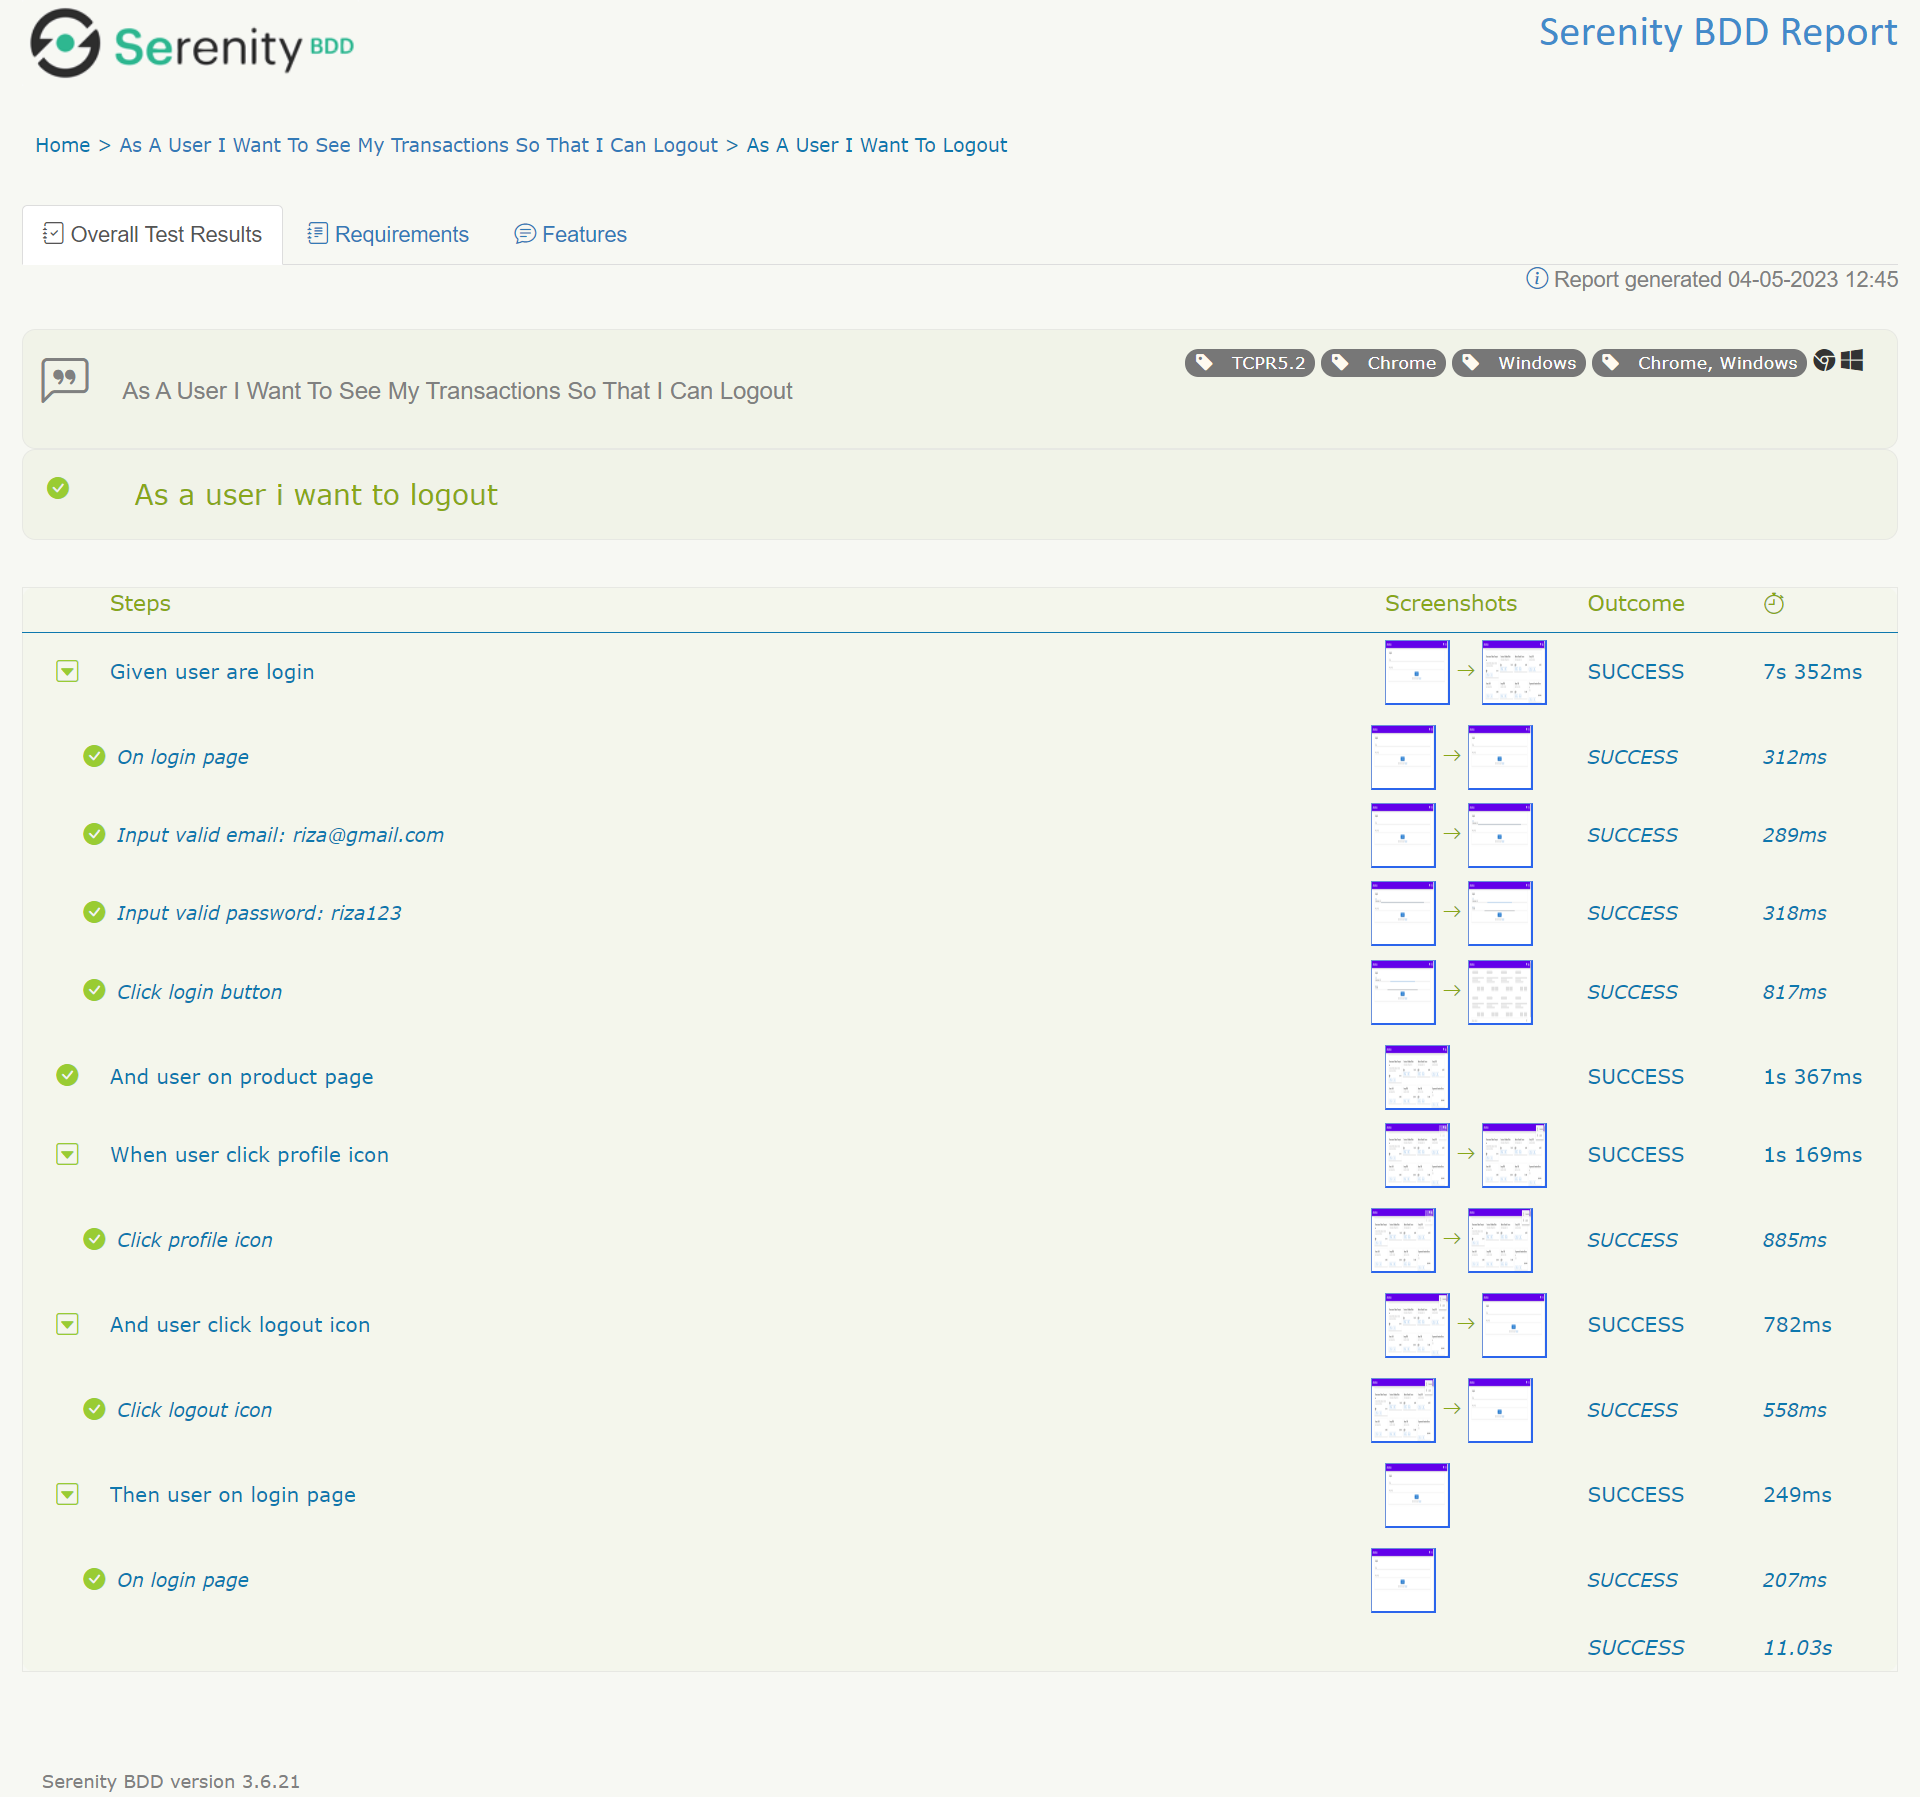 Serenity BDD
Serenity BDD Report
Home > As A User I Want To See My Transactions So That I Can Logout > As A User I Want To Logout
Overall Test Results Requirements Features
Report generated 04-05-2023 12:45
TCPR5.2 Chrome Windows Chrome, Windows
As A User I Want To See My Transactions So That I Can Logout
As a user i want to logout
Steps Screenshots Outcome
Given user are login SUCCESS 7s 352ms
On login page SUCCESS 312ms
Input valid email: riza@gmail.com SUCCESS 289ms
Input valid password: riza123 SUCCESS 318ms
Click login button SUCCESS 817ms
And user on product page SUCCESS 1s 367ms
When user click profile icon SUCCESS 1s 169ms
Click profile icon SUCCESS 885ms
And user click logout icon SUCCESS 782ms
Click logout icon SUCCESS 558ms
Then user on login page SUCCESS 249ms
On login page SUCCESS 207ms
SUCCESS 11.03s
Serenity BDD version 3.6.21